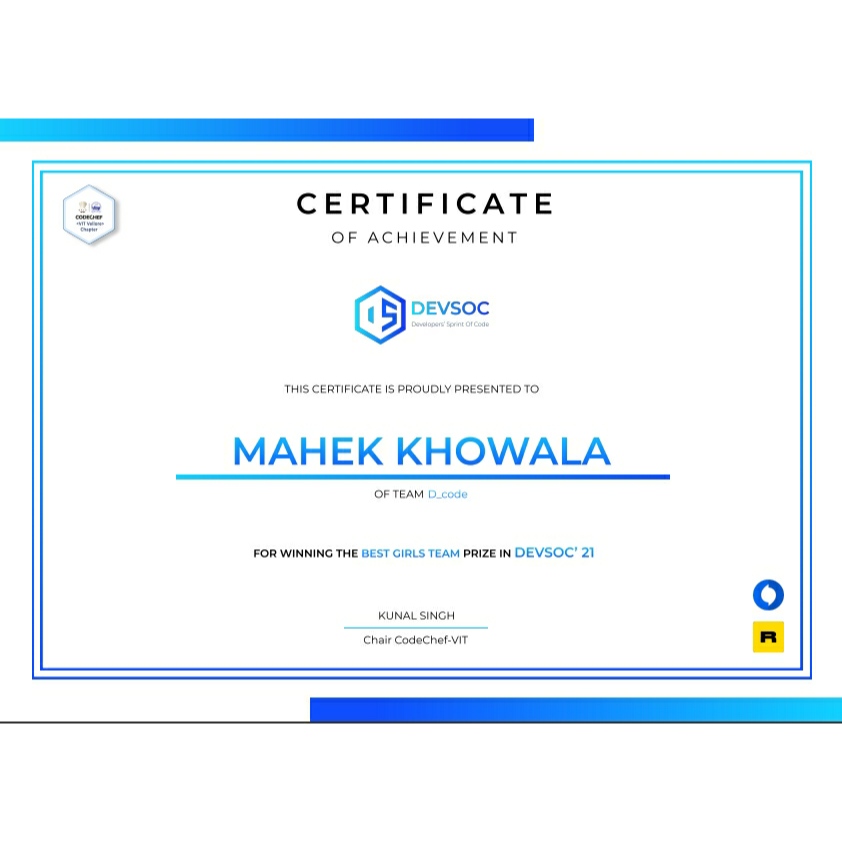 CODECHEF
<VIT Vellore>
Chapter
CERTIFICATE
OF ACHIEVEMENT
DEVSOC
Developers' Sprint Of Code
THIS CERTIFICATE IS PROUDLY PRESENTED TO
MAHEK KHOWALA
OF TEAM D_code
FOR WINNING THE BEST GIRLS TEAM PRIZE IN DEVSOC' 21
KUNAL SINGH
Chair CodeChef-VIT
R